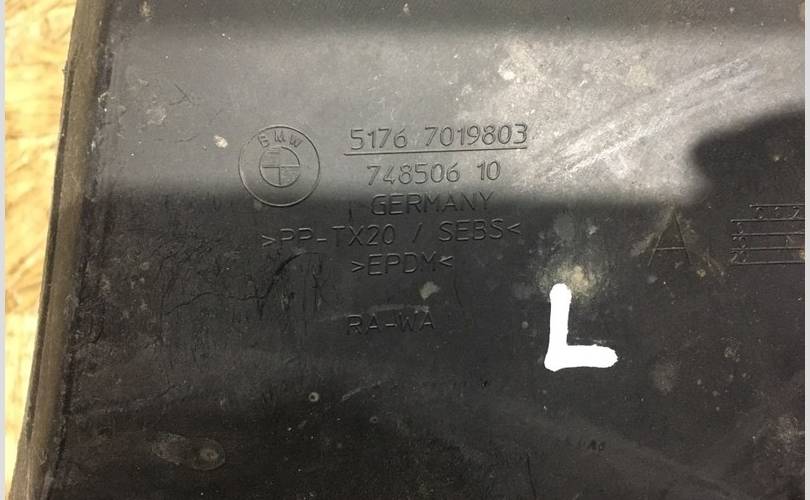 BMW
5176 7019803
748506 10
GERMANY
>PP-TX20 / SEBS<
>EPDM<
RA-WA
A
L